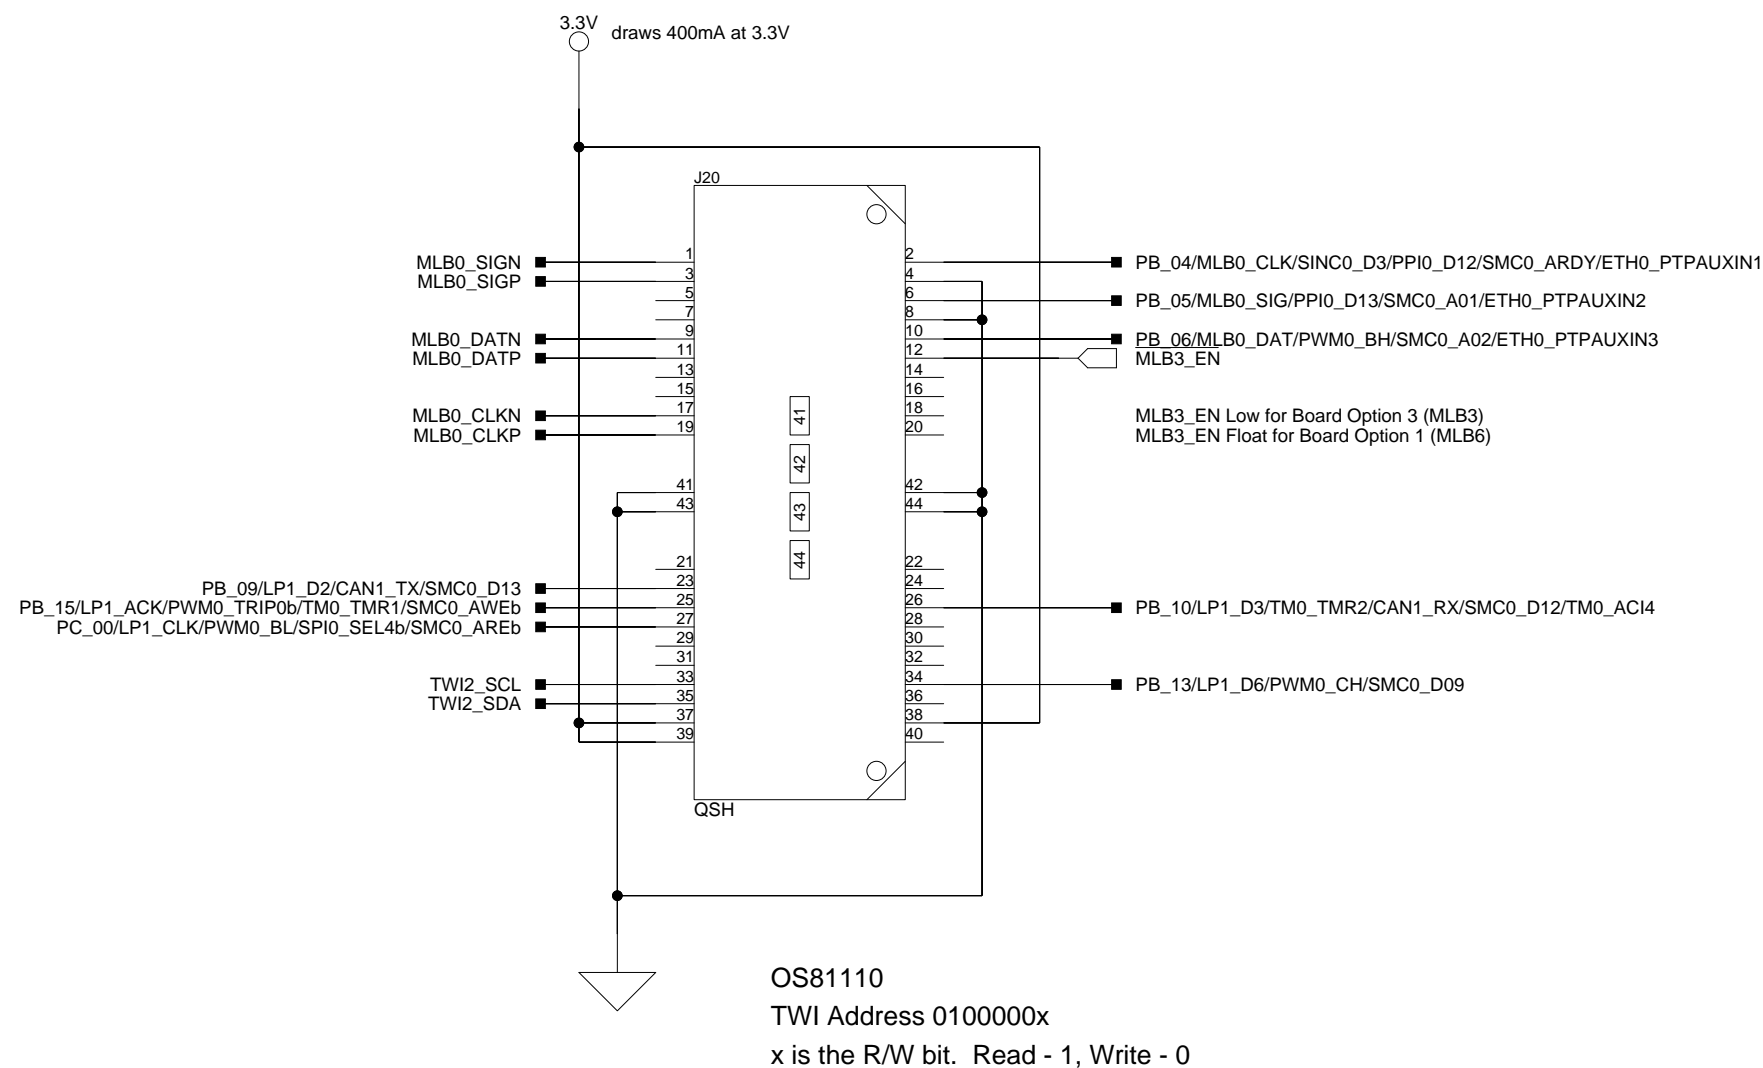 3.3V
draws 400mA at 3.3V
J20
MLB0_SIGN 1 2 PB_04/MLB0_CLK/SINC0_D3/PPI0_D12/SMC0_ARDY/ETH0_PTPAUXIN1
MLB0_SIGP 3 4
5 6 PB_05/MLB0_SIG/PPI0_D13/SMC0_A01/ETH0_PTPAUXIN2
7 8
MLB0_DATN 9 10 PB_06/MLB0_DAT/PWM0_BH/SMC0_A02/ETH0_PTPAUXIN3
MLB0_DATP 11 12 MLB3_EN
13 14
15 16
MLB0_CLKN 17 18 MLB3_EN Low for Board Option 3 (MLB3)
MLB0_CLKP 19 20 MLB3_EN Float for Board Option 1 (MLB6)
41
42
43
44
41 42
43 44
21 22
PB_09/LP1_D2/CAN1_TX/SMC0_D13 23 24
PB_15/LP1_ACK/PWM0_TRIP0b/TM0_TMR1/SMC0_AWEb 25 26 PB_10/LP1_D3/TM0_TMR2/CAN1_RX/SMC0_D12/TM0_ACI4
PC_00/LP1_CLK/PWM0_BL/SPI0_SEL4b/SMC0_AREb 27 28
29 30
31 32
TWI2_SCL 33 34 PB_13/LP1_D6/PWM0_CH/SMC0_D09
TWI2_SDA 35 36
37 38
39 40
QSH
OS81110
TWI Address 0100000x
x is the R/W bit.  Read - 1, Write - 0